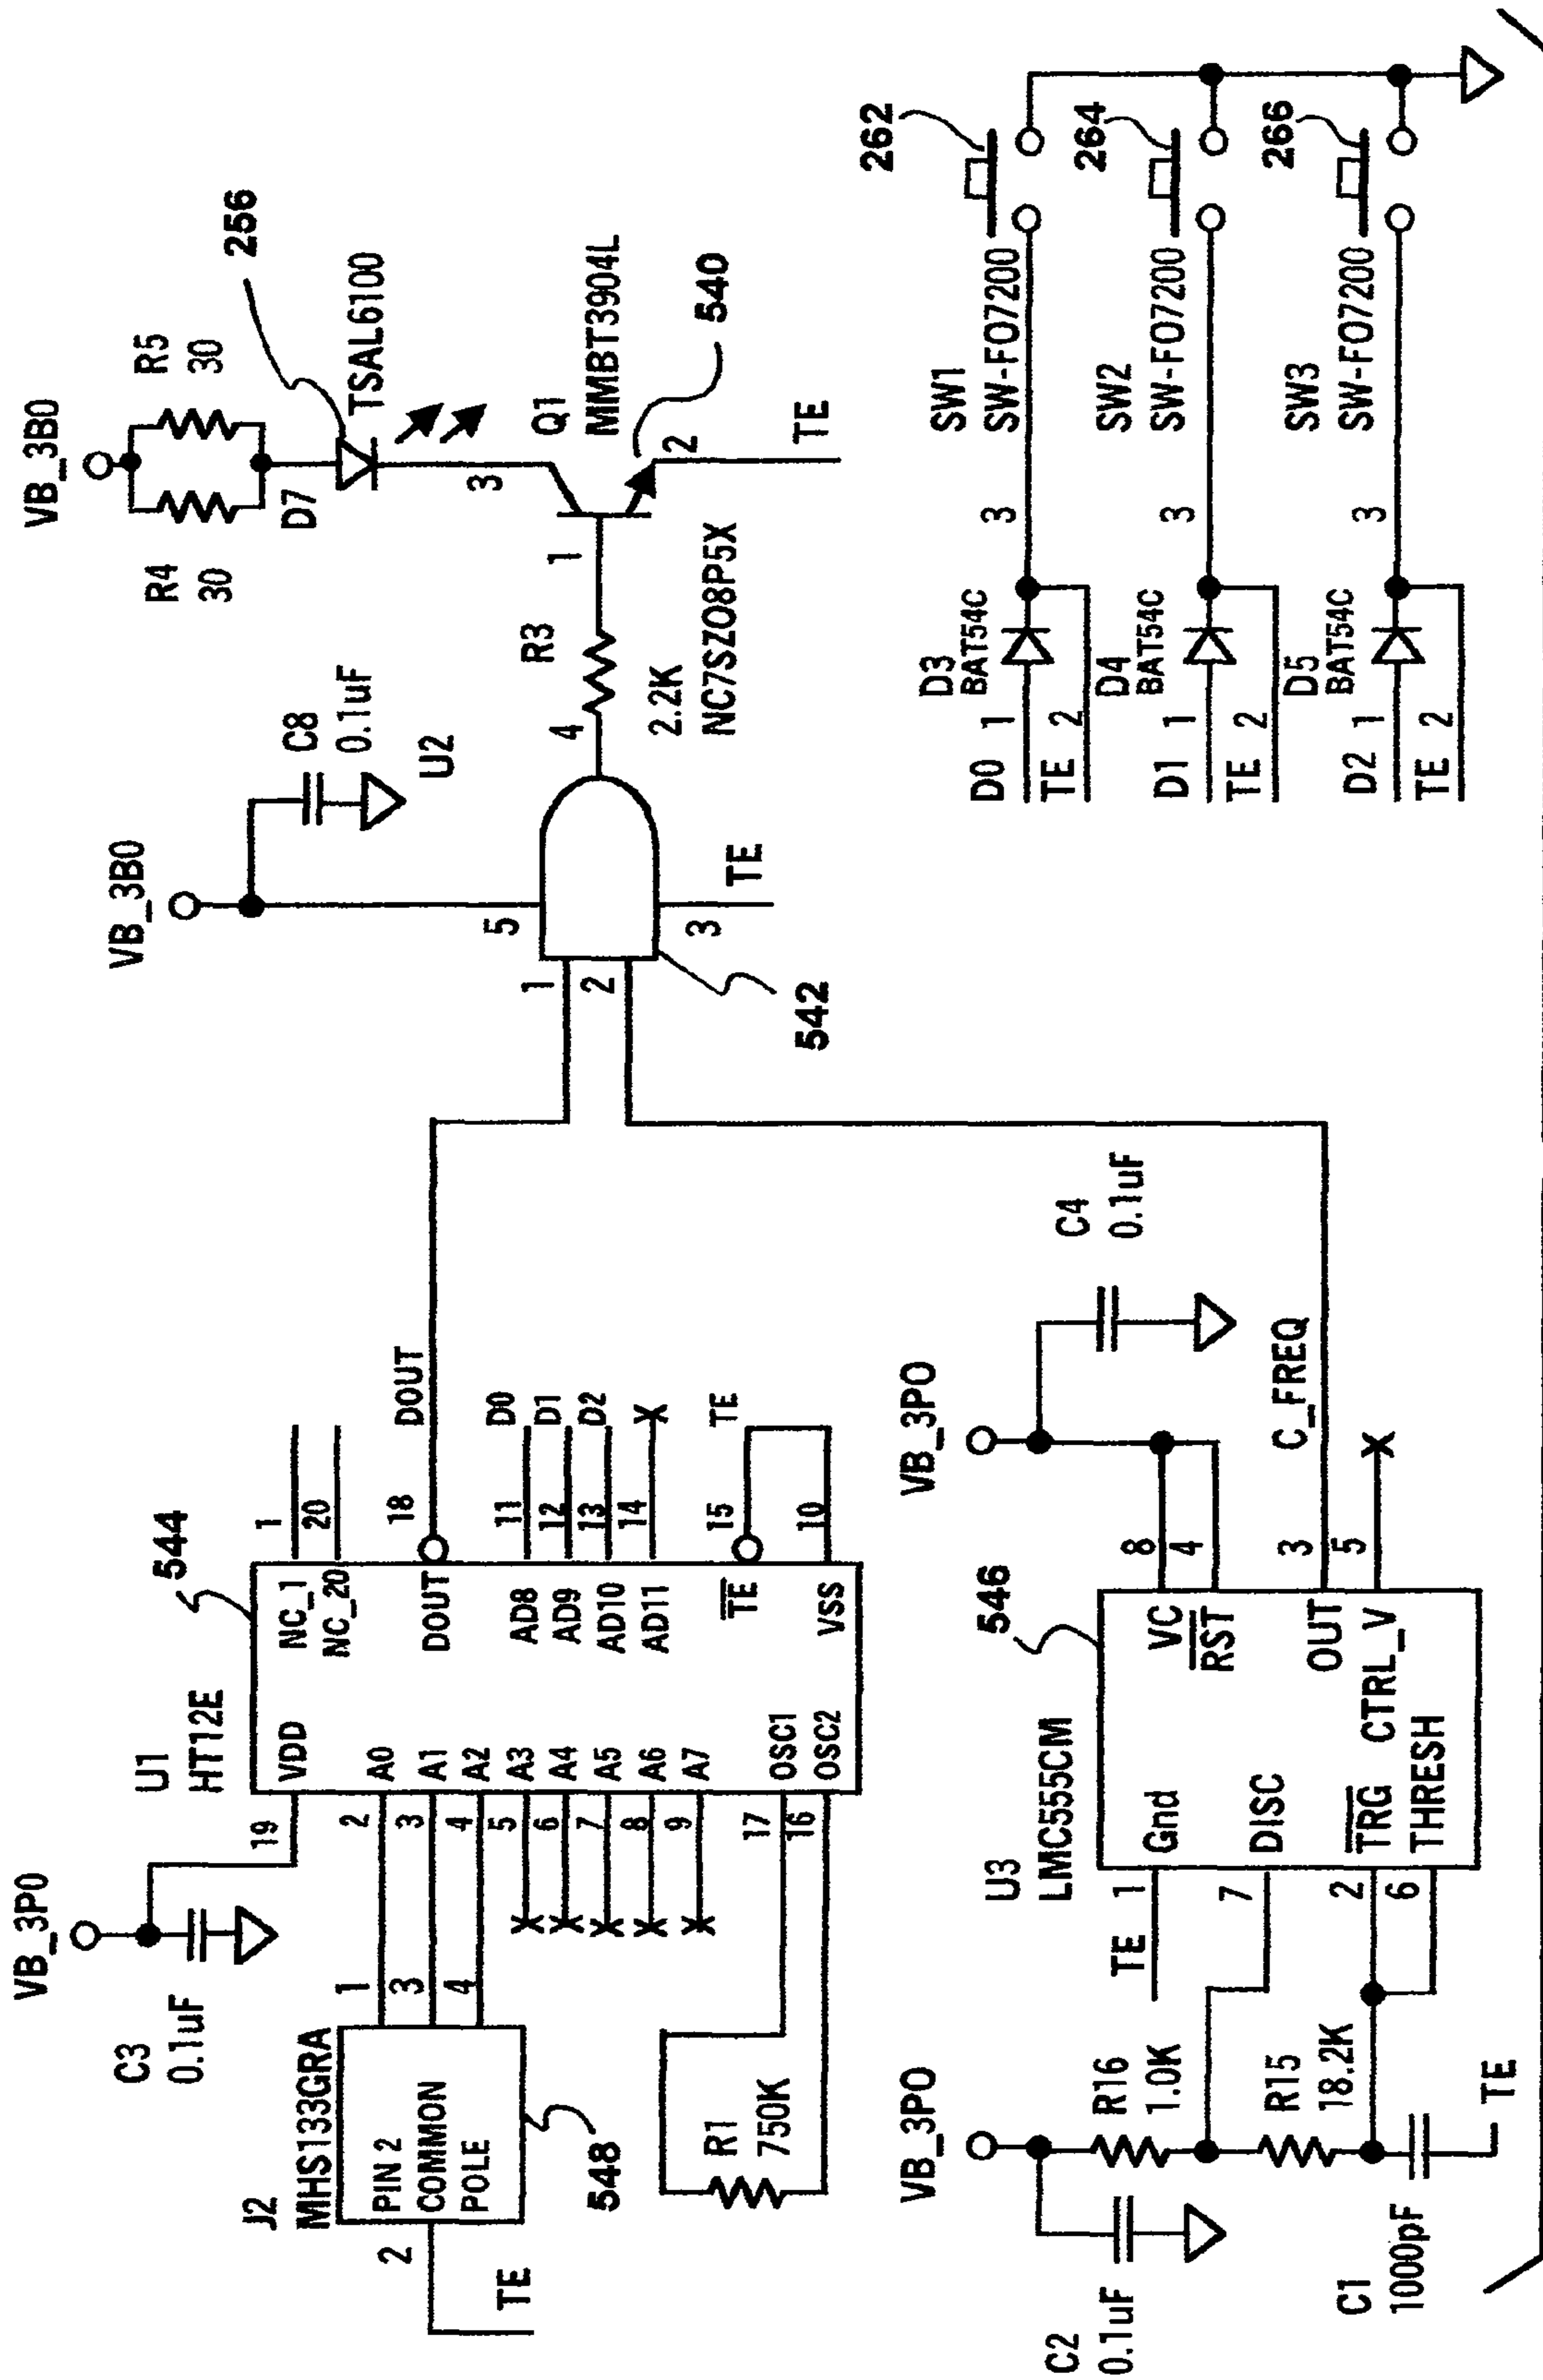 VB_3P0
C3
0.1uF
U1
HT12E
544
J2
MHS133GRA
PIN 2
COMMON
POLE
548
2
TE
1
3
4
19
2
3
4
5
6
7
8
9
17
16
VDD
A0
A1
A2
A3
A4
A5
A6
A7
OSC1
OSC2
NC_1
NC_20
DOUT
AD8
AD9
AD10
AD11
TE
VSS
1
20
18
11
12
13
14
15
10
DOUT
D0
D1
D2
TE
R1
750K
VB_3B0
C8
0.1uF
U2
5
1
2
3
TE
4
542
R3
2.2K
NC7SZ08P5X
VB_3B0
R4
30
R5
30
D7
256
TSAL6100
3
Q1
MMBT3904L
1
2
540
TE
VB_3P0
C2
0.1uF
R16
1.0K
R15
18.2K
C1
1000pF
TE
TE
1
7
2
6
U3
LMC555CM
546
Gnd
DISC
TRG
THRESH
VC
RST
OUT
CTRL_V
8
4
3
5
VB_3P0
C4
0.1uF
C_FREQ
D0 1
TE 2
D3
BAT54C
3
SW1
SW-F07200
262
D1 1
TE 2
D4
BAT54C
3
SW2
SW-F07200
264
D2 1
TE 2
D5
BAT54C
3
SW3
SW-F07200
266